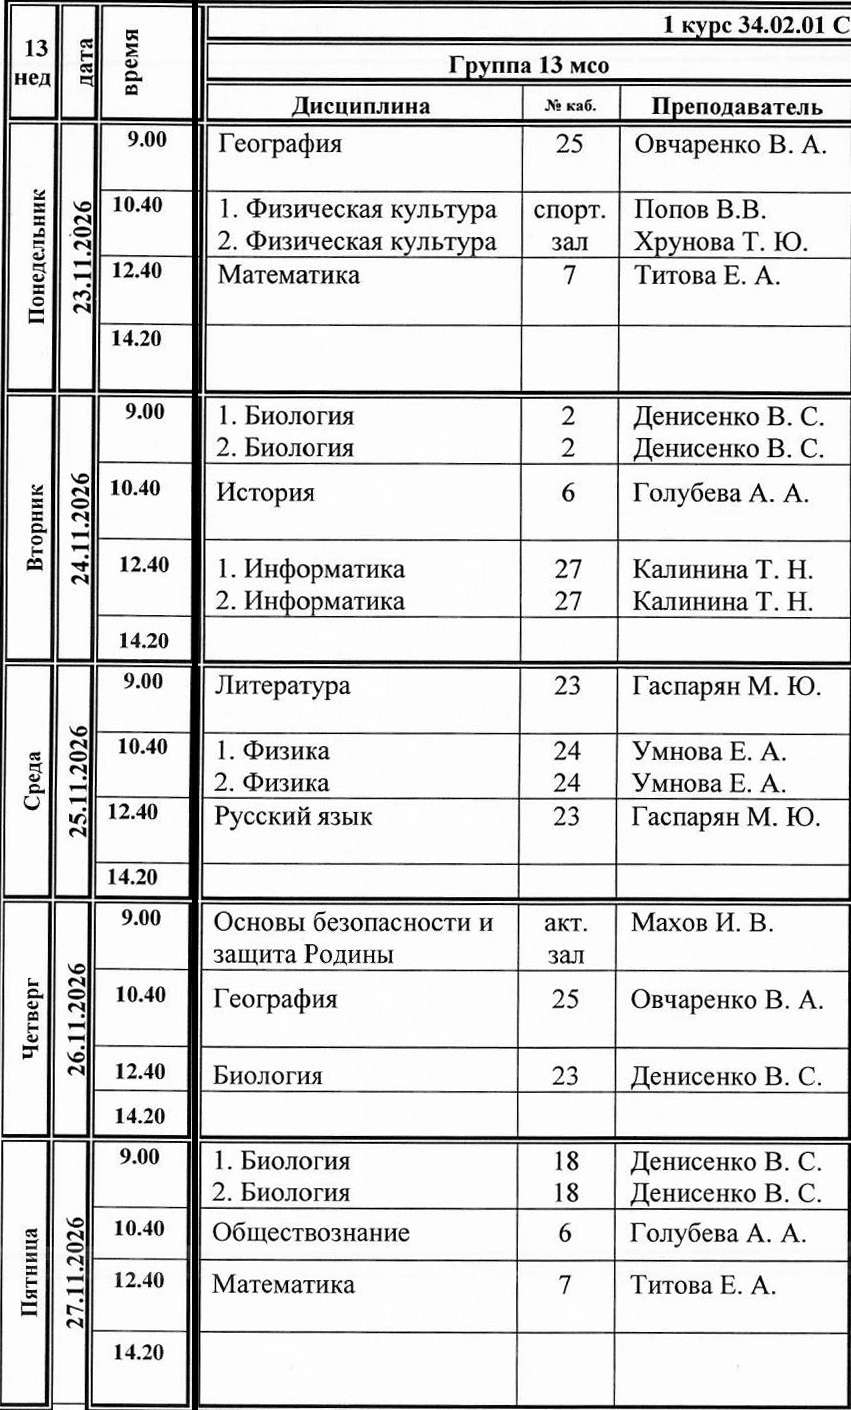 13
нед
дата
время
1 курс 34.02.01 С
Группа 13 мсо
Дисциплина № каб. Преподаватель
Понедельник
23.11.2026
9.00 География 25 Овчаренко В. А.
10.40 1. Физическая культура спорт. Попов В.В.
2. Физическая культура зал Хрунова Т. Ю.
12.40 Математика 7 Титова Е. А.
14.20
Вторник
24.11.2026
9.00 1. Биология 2 Денисенко В. С.
2. Биология 2 Денисенко В. С.
10.40 История 6 Голубева А. А.
12.40 1. Информатика 27 Калинина Т. Н.
2. Информатика 27 Калинина Т. Н.
14.20
Среда
25.11.2026
9.00 Литература 23 Гаспарян М. Ю.
10.40 1. Физика 24 Умнова Е. А.
2. Физика 24 Умнова Е. А.
12.40 Русский язык 23 Гаспарян М. Ю.
14.20
Четверг
26.11.2026
9.00 Основы безопасности и акт. Махов И. В.
защита Родины зал
10.40 География 25 Овчаренко В. А.
12.40 Биология 23 Денисенко В. С.
14.20
Пятница
27.11.2026
9.00 1. Биология 18 Денисенко В. С.
2. Биология 18 Денисенко В. С.
10.40 Обществознание 6 Голубева А. А.
12.40 Математика 7 Титова Е. А.
14.20